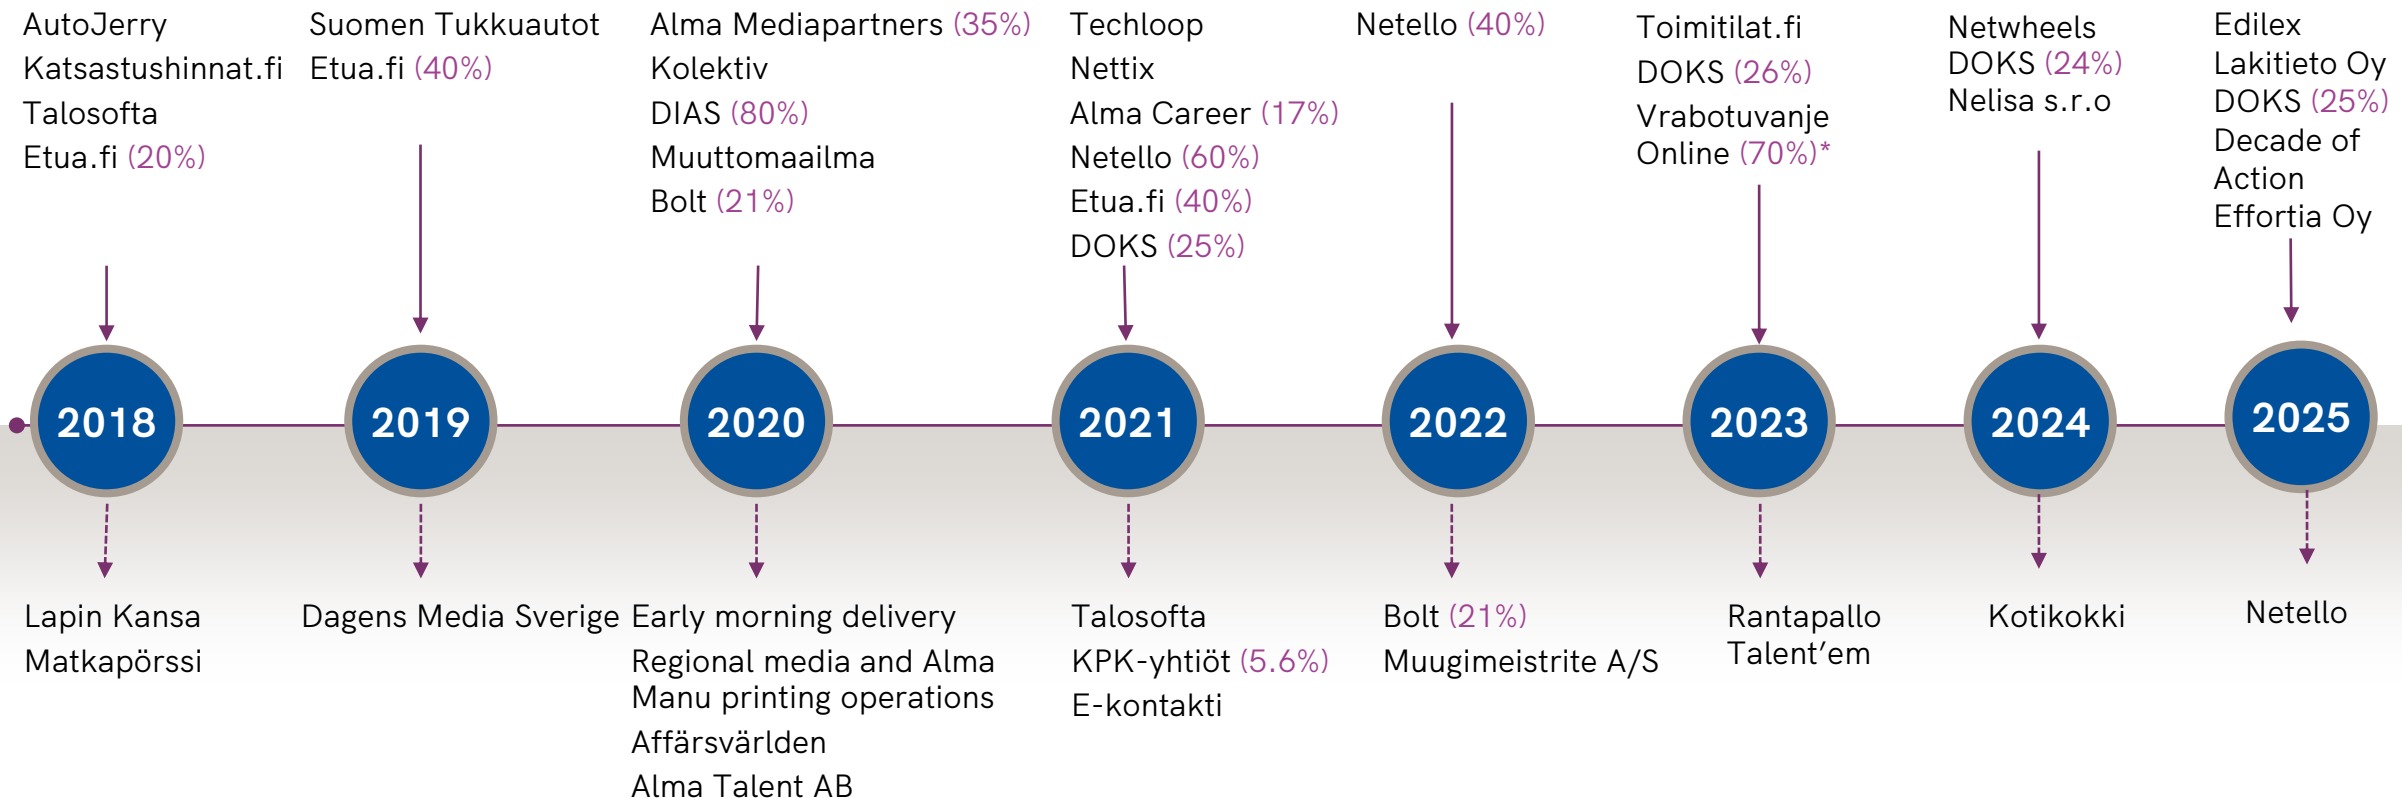 AutoJerry
Katsastushinnat.fi
Talosofta
Etua.fi (20%)
Suomen Tukkuautot
Etua.fi (40%)
Alma Mediapartners (35%)
Kolektiv
DIAS (80%)
Muuttomaailma
Bolt (21%)
Techloop
Nettix
Alma Career (17%)
Netello (60%)
Etua.fi (40%)
DOKS (25%)
Netello (40%)
Toimitilat.fi
DOKS (26%)
Vrabotuvanje
Online (70%)*
Netwheels
DOKS (24%)
Nelisa s.r.o
Edilex
Lakitieto Oy
DOKS (25%)
Decade of
Action
Effortia Oy
2018
2019
2020
2021
2022
2023
2024
2025
Lapin Kansa
Matkapörssi
Dagens Media Sverige
Early morning delivery
Regional media and Alma
Manu printing operations
Affärsvärlden
Alma Talent AB
Talosofta
KPK-yhtiöt (5.6%)
E-kontakti
Bolt (21%)
Muugimeistrite A/S
Rantapallo
Talent’em
Kotikokki
Netello